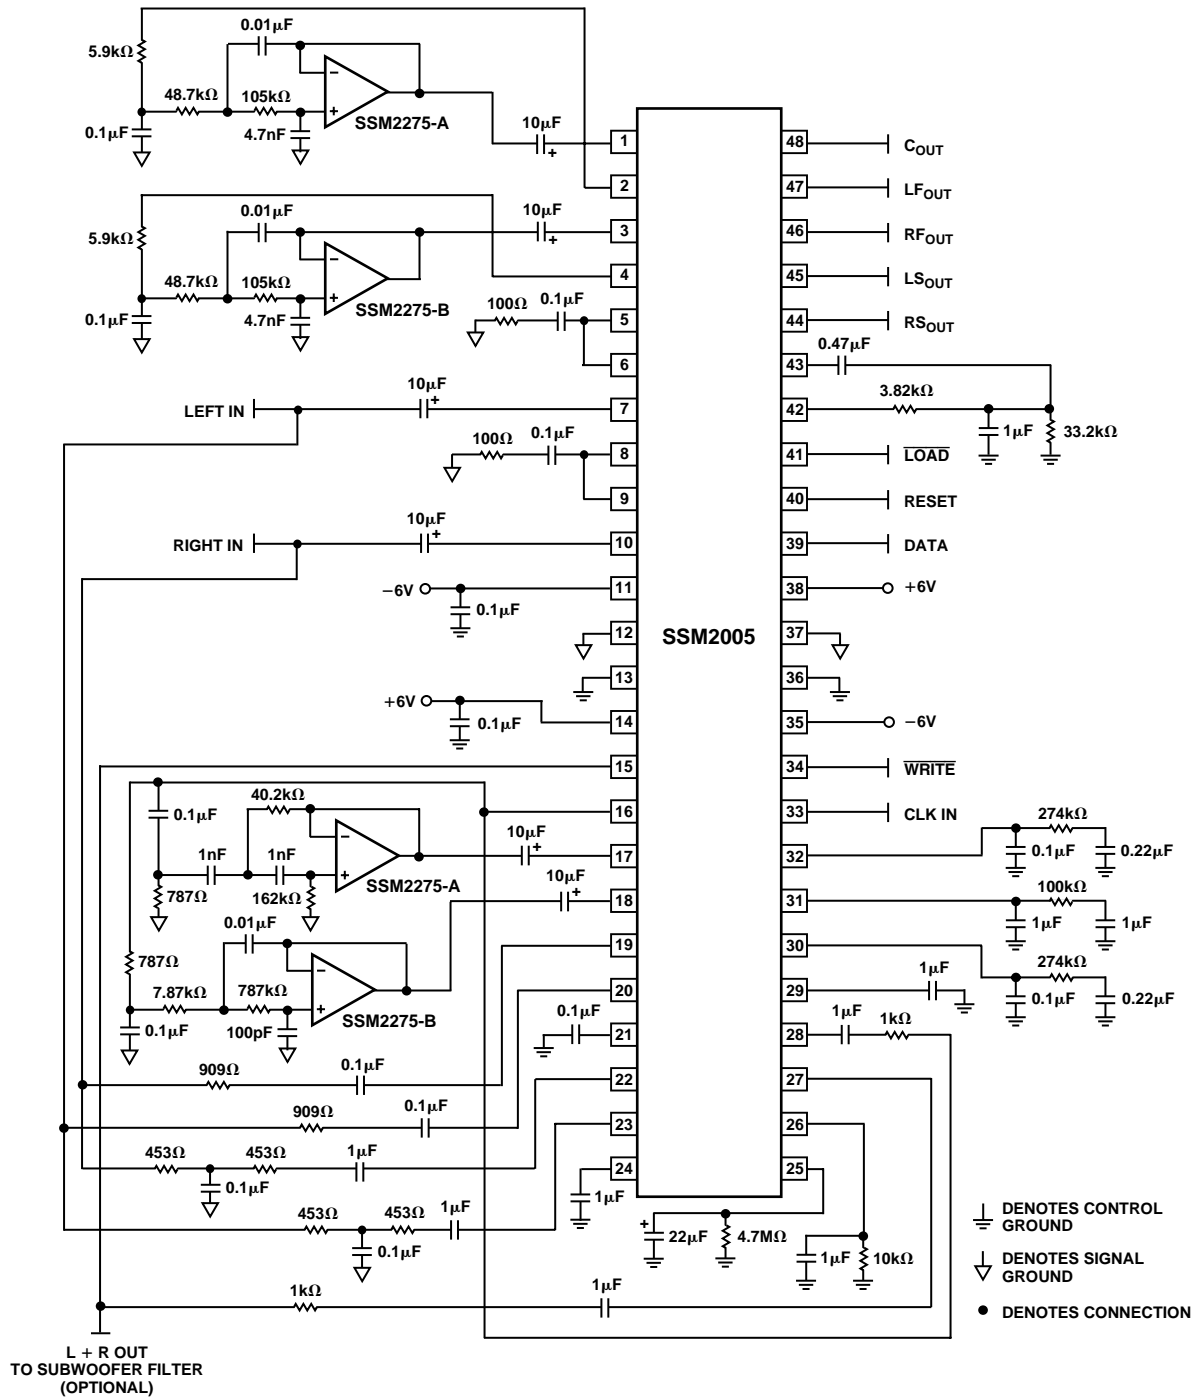 0.01µF
5.9kΩ
48.7kΩ
105kΩ
−
+
SSM2275-A
0.1µF
4.7nF
10µF
+
0.01µF
5.9kΩ
48.7kΩ
105kΩ
−
+
SSM2275-B
0.1µF
4.7nF
10µF
+
100Ω
0.1µF
LEFT IN
10µF
+
100Ω
0.1µF
RIGHT IN
10µF
+
−6V
0.1µF
+6V
0.1µF
40.2kΩ
0.1µF
1nF
1nF
−
+
SSM2275-A
787Ω
162kΩ
10µF
+
10µF
+
0.01µF
787Ω
7.87kΩ
787kΩ
−
+
SSM2275-B
0.1µF
100pF
0.1µF
909Ω
0.1µF
909Ω
0.1µF
453Ω
453Ω
1µF
0.1µF
1µF
453Ω
453Ω
1µF
0.1µF
1kΩ
1µF
L + R OUT
TO SUBWOOFER FILTER
(OPTIONAL)
SSM2005
1
2
3
4
5
6
7
8
9
10
11
12
13
14
15
16
17
18
19
20
21
22
23
24
48
47
46
45
44
43
42
41
40
39
38
37
36
35
34
33
32
31
30
29
28
27
26
25
COUT
LFOUT
RFOUT
LSOUT
RSOUT
0.47µF
3.82kΩ
1µF
33.2kΩ
LOAD
RESET
DATA
+6V
−6V
WRITE
CLK IN
274kΩ
0.1µF
0.22µF
100kΩ
1µF
1µF
274kΩ
0.1µF
0.22µF
1µF
1µF
1kΩ
+
22µF
4.7MΩ
1µF
10kΩ
DENOTES CONTROL
GROUND
DENOTES SIGNAL
GROUND
DENOTES CONNECTION